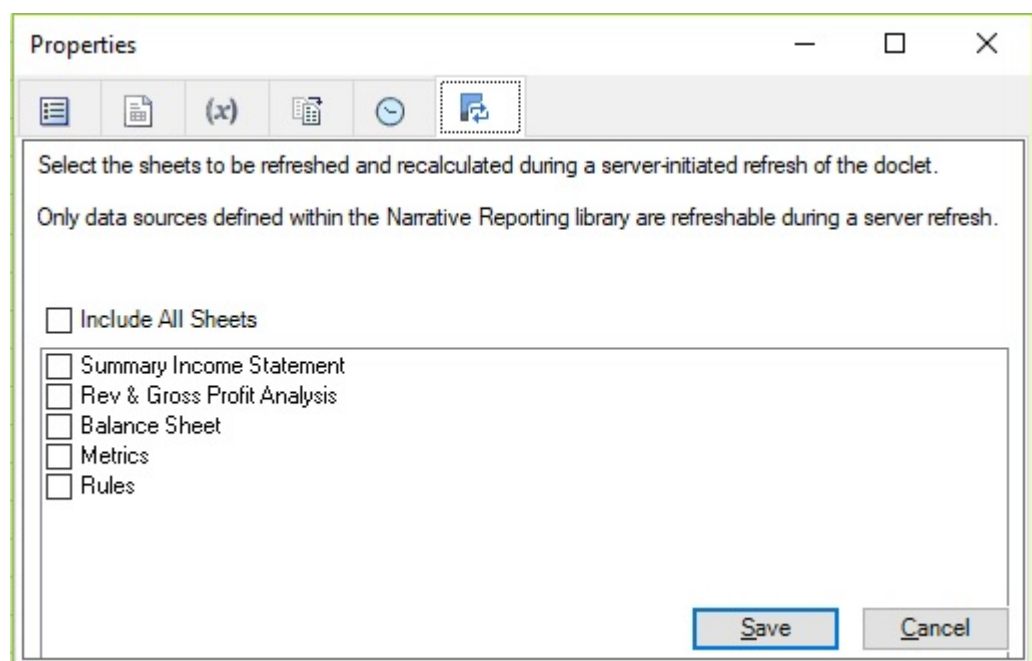 Properties
(x)
Select the sheets to be refreshed and recalculated during a server-initiated refresh of the doclet.
Only data sources defined within the Narrative Reporting library are refreshable during a server refresh.
Include All Sheets
Summary Income Statement
Rev & Gross Profit Analysis
Balance Sheet
Metrics
Rules
Save Cancel